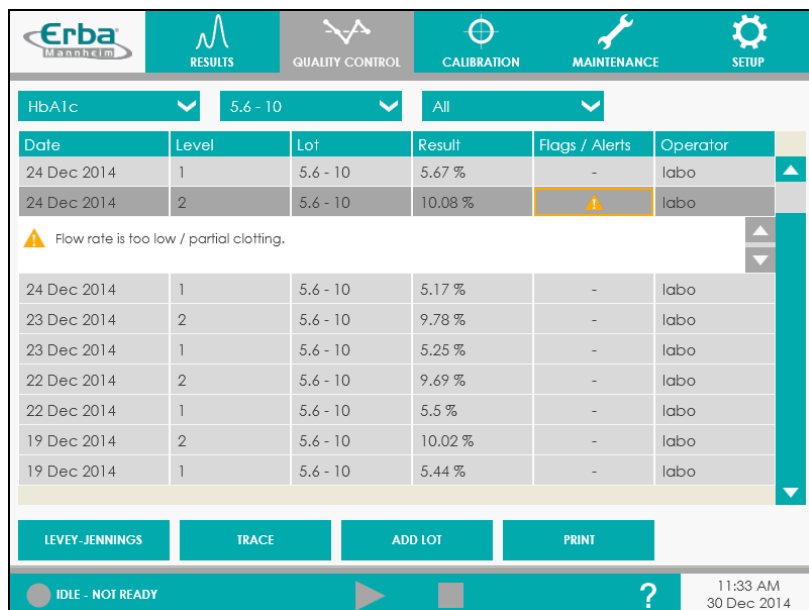 Erba
Mannheim
RESULTS QUALITY CONTROL CALIBRATION MAINTENANCE SETUP
HbA1c 5.6 - 10 All
Date Level Lot Result Flags / Alerts Operator
24 Dec 2014 1 5.6 - 10 5.67 % - labo
24 Dec 2014 2 5.6 - 10 10.08 % labo
Flow rate is too low / partial clotting.
24 Dec 2014 1 5.6 - 10 5.17 % - labo
23 Dec 2014 2 5.6 - 10 9.78 % - labo
23 Dec 2014 1 5.6 - 10 5.25 % - labo
22 Dec 2014 2 5.6 - 10 9.69 % - labo
22 Dec 2014 1 5.6 - 10 5.5 % - labo
19 Dec 2014 2 5.6 - 10 10.02 % - labo
19 Dec 2014 1 5.6 - 10 5.44 % - labo
LEVEY-JENNINGS TRACE ADD LOT PRINT
IDLE - NOT READY ? 11:33 AM
30 Dec 2014